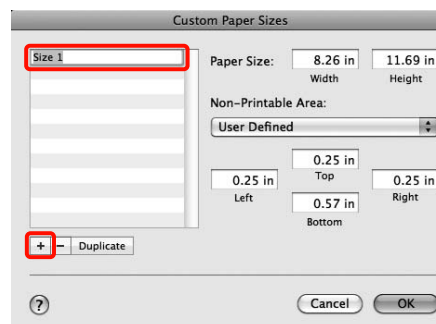 Custom Paper Sizes
Size 1
Paper Size:
8.26 in
11.69 in
Width
Height
Non-Printable Area:
User Defined
0.25 in
Top
0.25 in
Left
0.25 in
Right
0.57 in
Bottom
+ − Duplicate
?
Cancel
OK